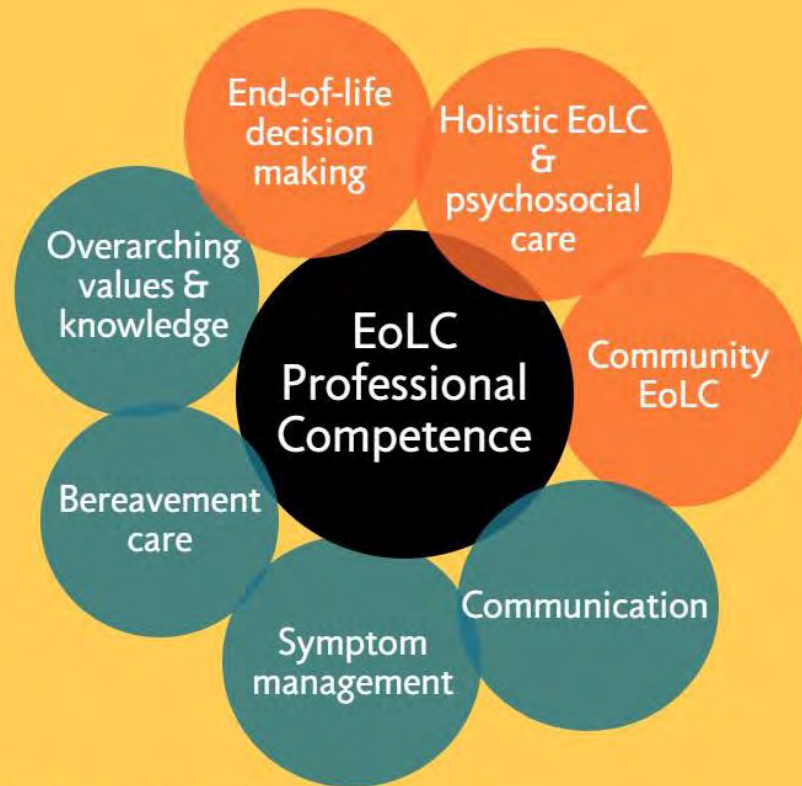 End-of-life
decision
making
Holistic EoLC
&
psychosocial
care
Overarching
values &
knowledge
EoLC
Professional
Competence
Community
EoLC
Bereavement
care
Communication
Symptom
management